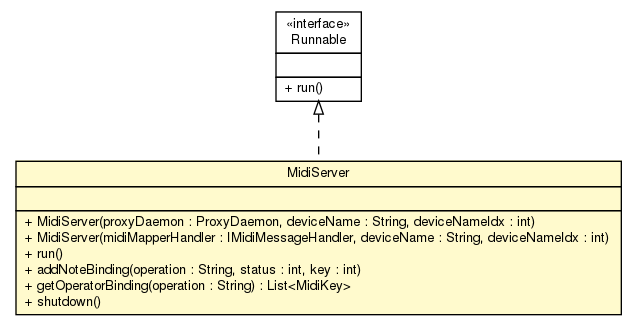 «interface»
Runnable
+ run()
MidiServer
+ MidiServer(proxyDaemon : ProxyDaemon, deviceName : String, deviceNameIdx : int)
+ MidiServer(midiMapperHandler : IMidiMessageHandler, deviceName : String, deviceNameIdx : int)
+ run()
+ addNoteBinding(operation : String, status : int, key : int)
+ getOperatorBinding(operation : String) : List<MidiKey>
+ shutdown()